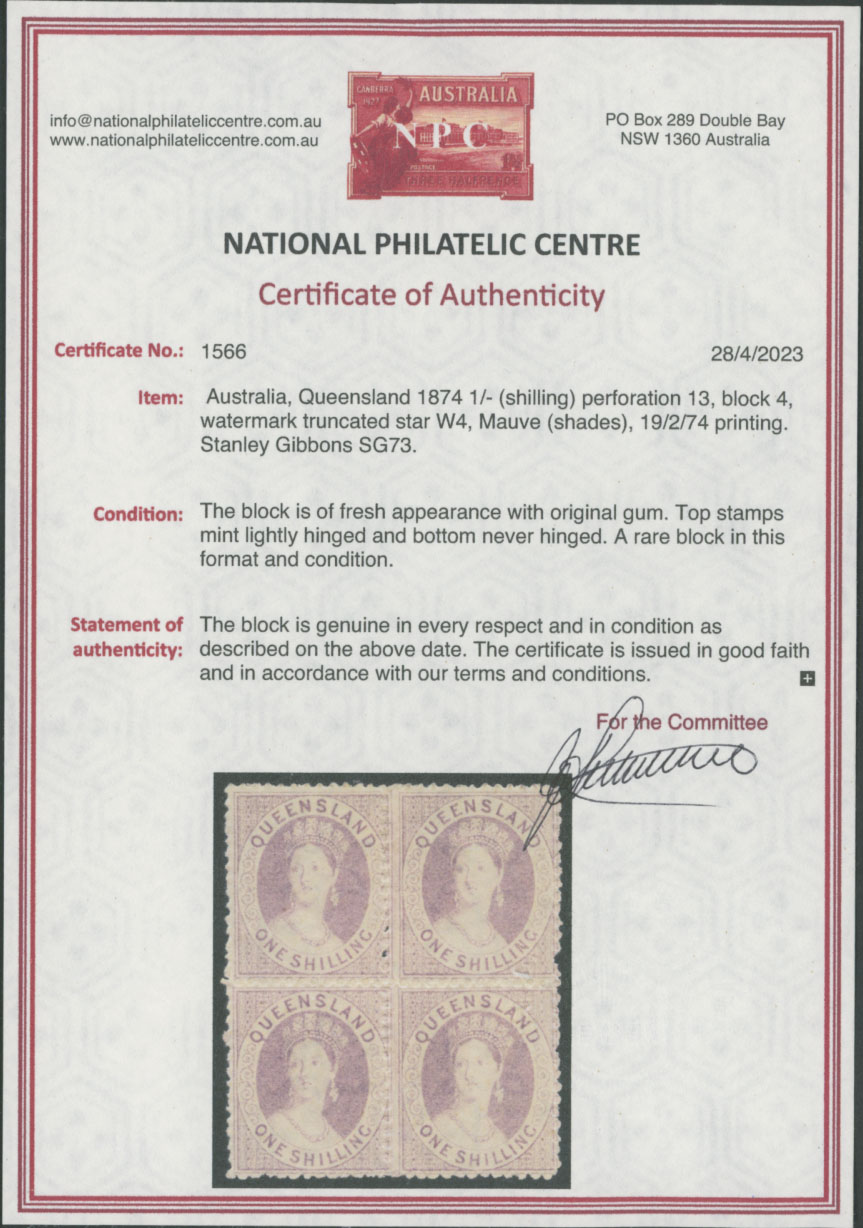 info@nationalphilateliccentre.com.au
www.nationalphilateliccentre.com.au
CANBERRA
1927
AUSTRALIA
NPC
POSTAGE
THREE HALFPENCE
PO Box 289 Double Bay
NSW 1360 Australia
NATIONAL PHILATELIC CENTRE
Certificate of Authenticity
Certificate No.: 1566
28/4/2023
Item: Australia, Queensland 1874 1/- (shilling) perforation 13, block 4,
watermark truncated star W4, Mauve (shades), 19/2/74 printing.
Stanley Gibbons SG73.
Condition: The block is of fresh appearance with original gum. Top stamps
mint lightly hinged and bottom never hinged. A rare block in this
format and condition.
Statement of authenticity: The block is genuine in every respect and in condition as
described on the above date. The certificate is issued in good faith
and in accordance with our terms and conditions.
For the Committee
QUEENSLAND
ONE SHILLING
QUEENSLAND
ONE SHILLING
QUEENSLAND
ONE SHILLING
QUEENSLAND
ONE SHILLING